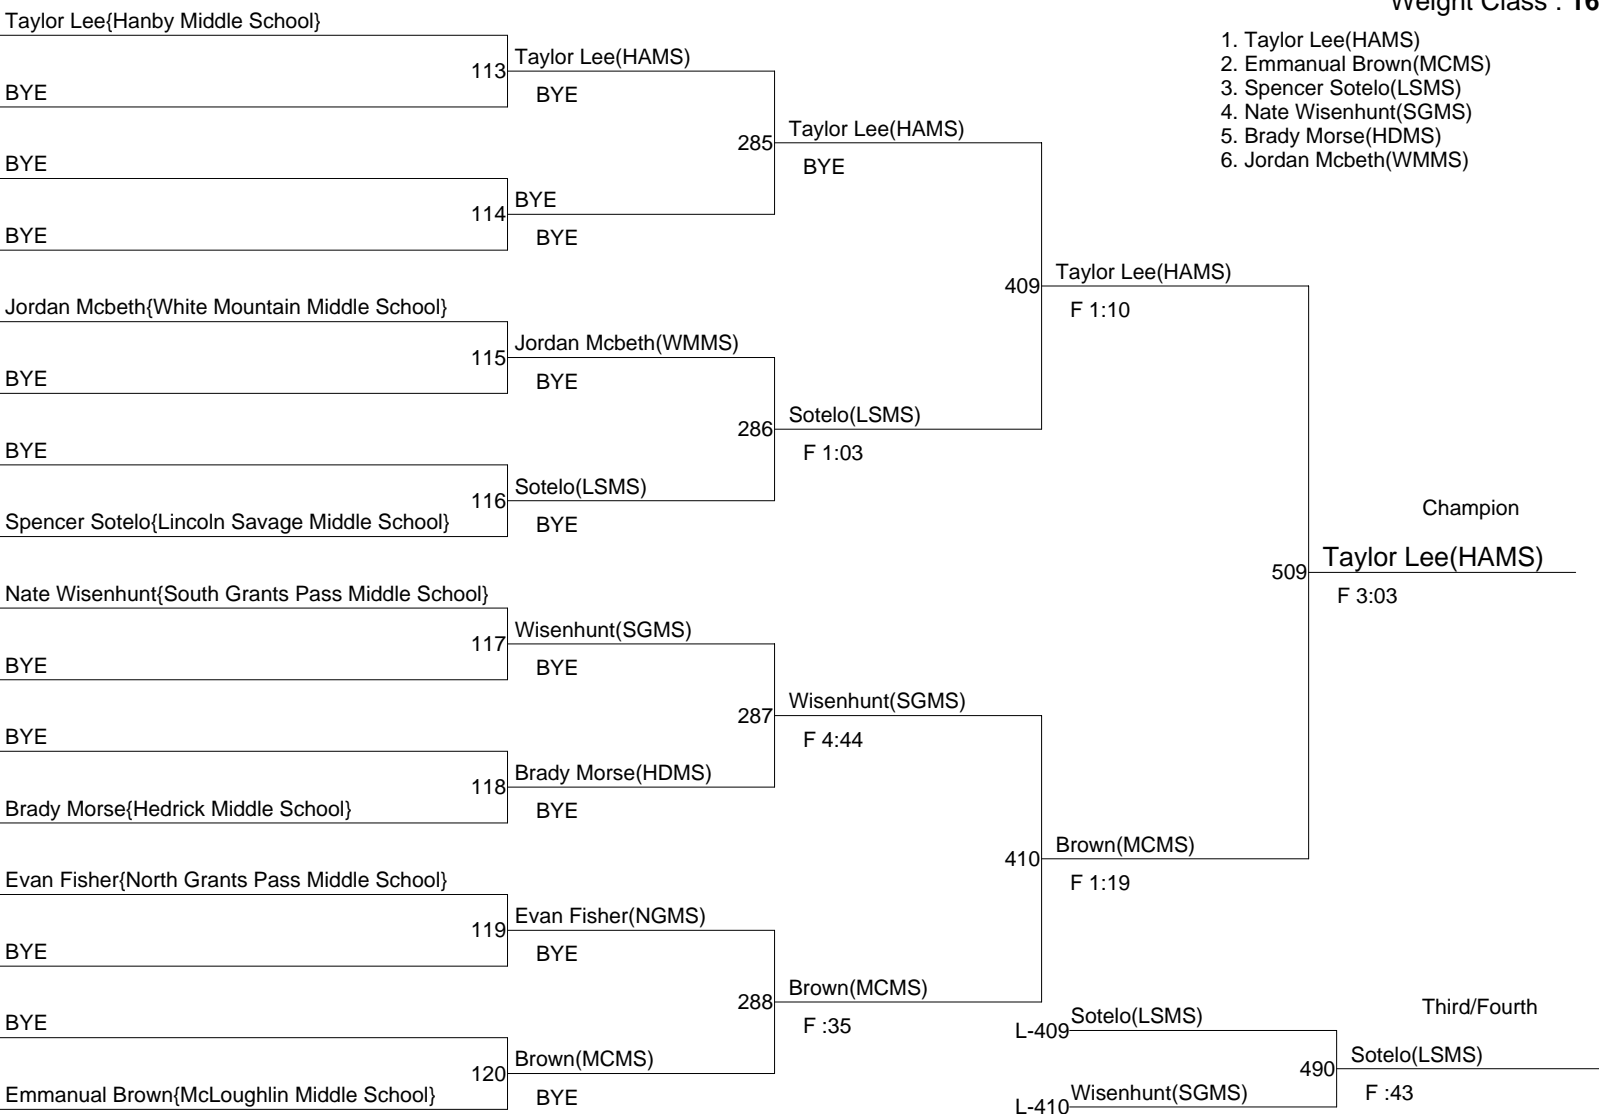 Weight Class : 16
1. Taylor Lee(HAMS)
2. Emmanual Brown(MCMS)
3. Spencer Sotelo(LSMS)
4. Nate Wisenhunt(SGMS)
5. Brady Morse(HDMS)
6. Jordan Mcbeth(WMMS)
Taylor Lee{Hanby Middle School}
BYE
BYE
BYE
Jordan Mcbeth{White Mountain Middle School}
BYE
BYE
Spencer Sotelo{Lincoln Savage Middle School}
Nate Wisenhunt{South Grants Pass Middle School}
BYE
BYE
Brady Morse{Hedrick Middle School}
Evan Fisher{North Grants Pass Middle School}
BYE
BYE
Emmanual Brown{McLoughlin Middle School}
113
Taylor Lee(HAMS)
BYE
114
BYE
BYE
115
Jordan Mcbeth(WMMS)
BYE
116
Sotelo(LSMS)
BYE
117
Wisenhunt(SGMS)
BYE
118
Brady Morse(HDMS)
BYE
119
Evan Fisher(NGMS)
BYE
120
Brown(MCMS)
BYE
285
Taylor Lee(HAMS)
BYE
286
Sotelo(LSMS)
F 1:03
287
Wisenhunt(SGMS)
F 4:44
288
Brown(MCMS)
F :35
409
Taylor Lee(HAMS)
F 1:10
410
Brown(MCMS)
F 1:19
Champion
509
Taylor Lee(HAMS)
F 3:03
Third/Fourth
L-409
Sotelo(LSMS)
L-410
Wisenhunt(SGMS)
490
Sotelo(LSMS)
F :43